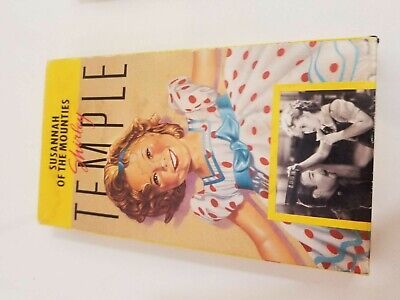 SUSANNAH
OF THE MOUNTIES
Shirley
TEMPLE